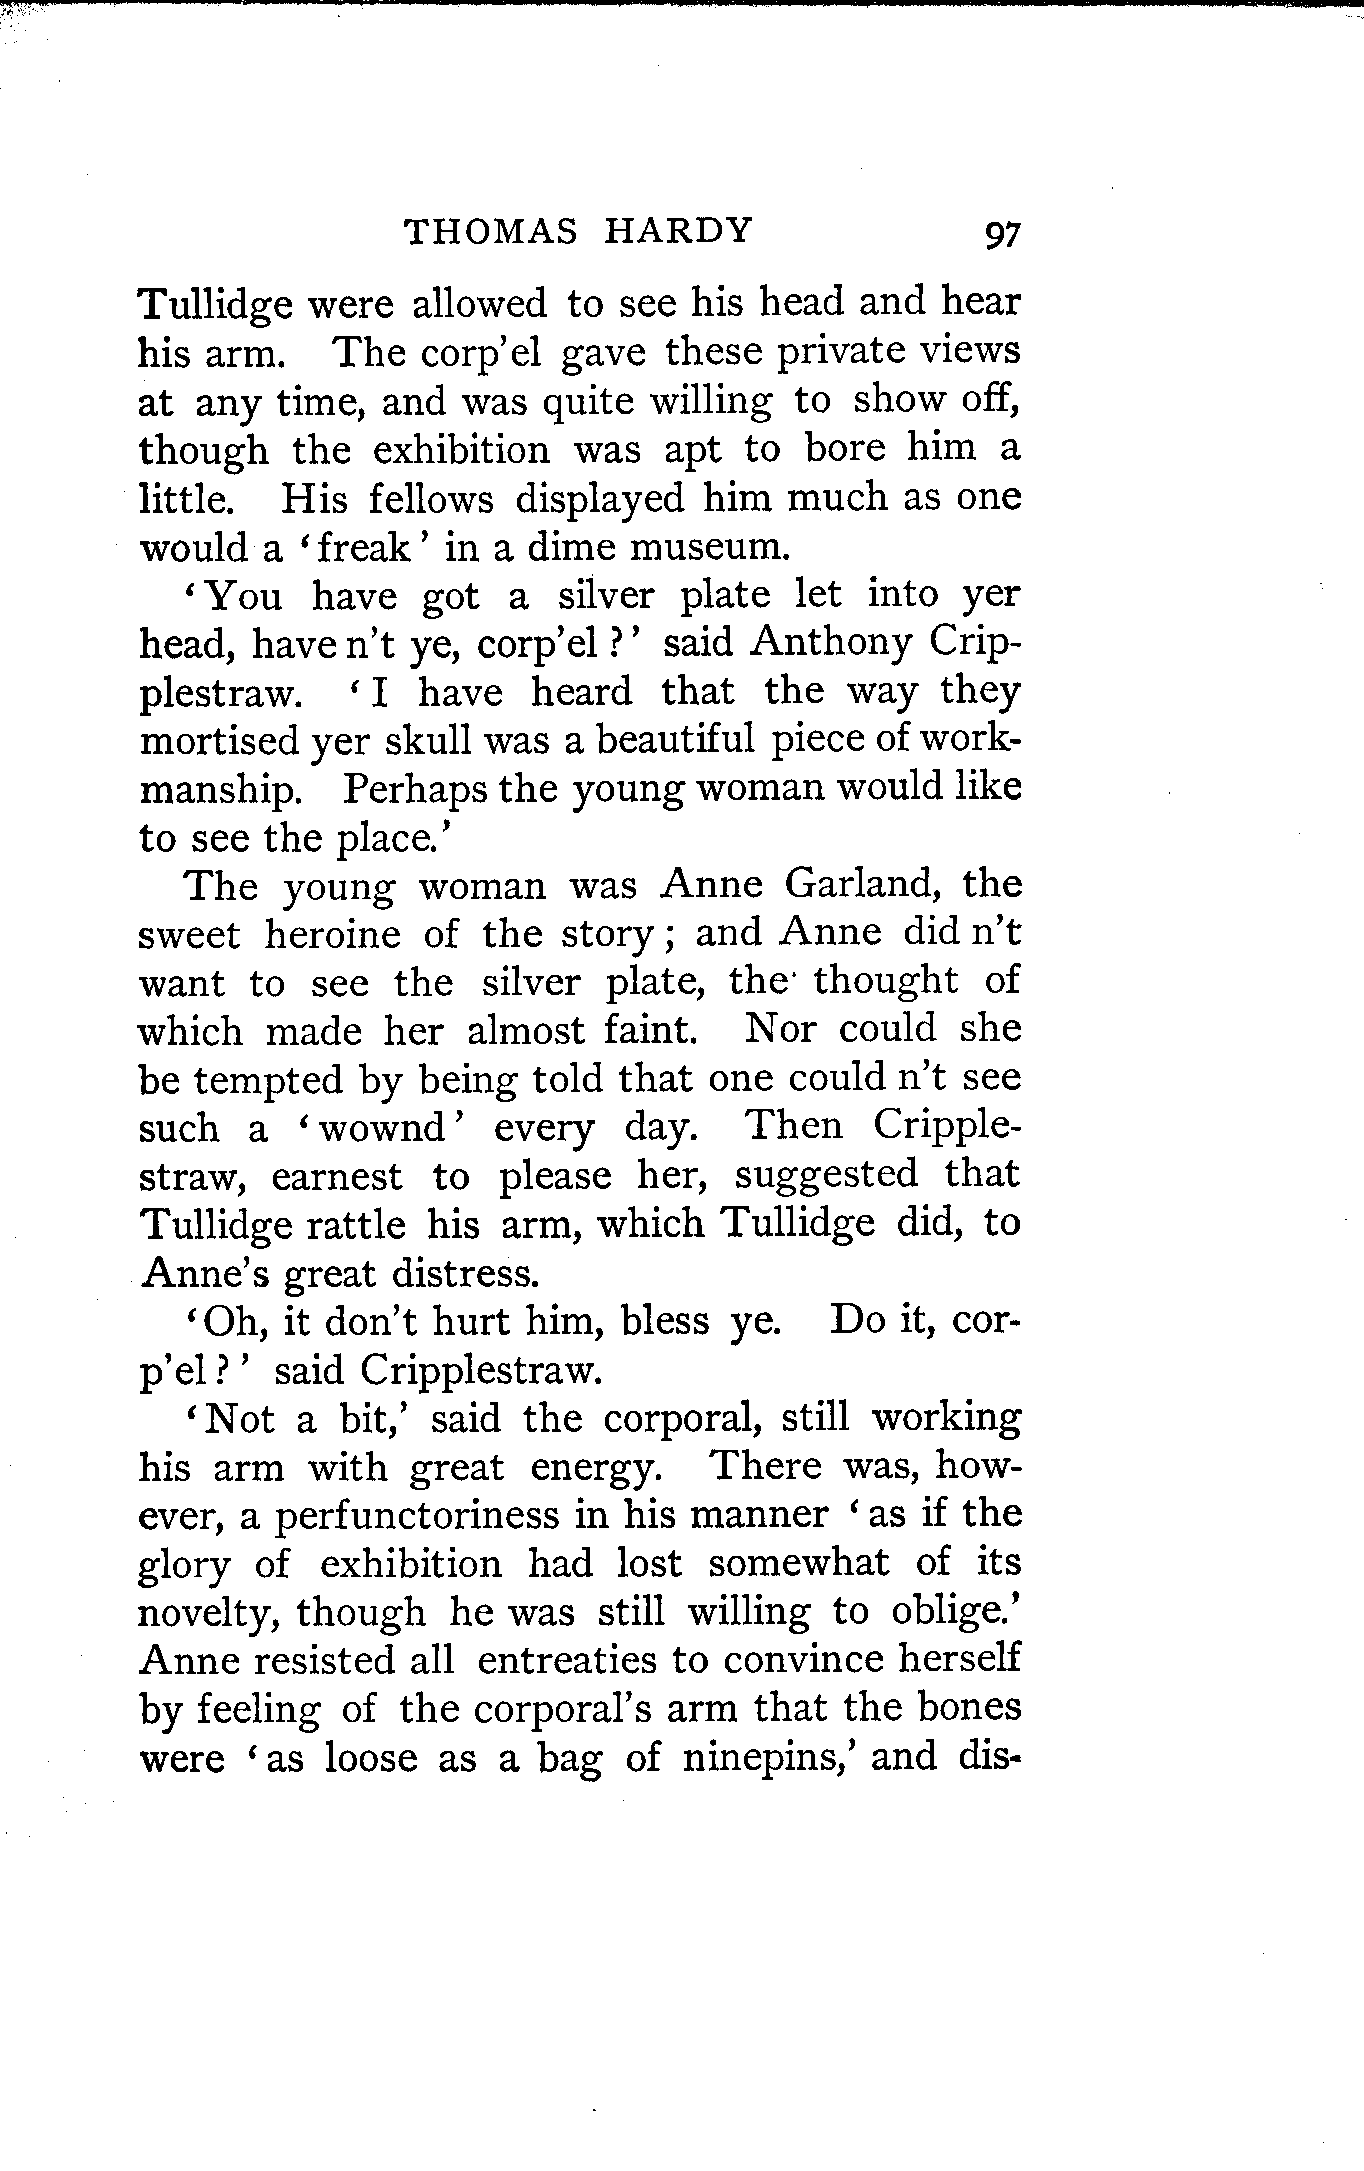 THOMAS HARDY 97
Tullidge were allowed to see his head and hear
his arm. The corp'el gave these private views
at any time, and was quite willing to show off,
though the exhibition was apt to bore him a
little. His fellows displayed him much as one
would a ‘freak’ in a dime museum.
‘You have got a silver plate let into yer
head, have n't ye, corp'el?’ said Anthony Crip-
plestraw. ‘I have heard that the way they
mortised yer skull was a beautiful piece of work-
manship. Perhaps the young woman would like
to see the place.’
The young woman was Anne Garland, the
sweet heroine of the story; and Anne did n't
want to see the silver plate, the thought of
which made her almost faint. Nor could she
be tempted by being told that one could n't see
such a ‘wownd’ every day. Then Cripple-
straw, earnest to please her, suggested that
Tullidge rattle his arm, which Tullidge did, to
Anne's great distress.
‘Oh, it don't hurt him, bless ye. Do it, cor-
p'el?’ said Cripplestraw.
‘Not a bit,’ said the corporal, still working
his arm with great energy. There was, how-
ever, a perfunctoriness in his manner ‘as if the
glory of exhibition had lost somewhat of its
novelty, though he was still willing to oblige.’
Anne resisted all entreaties to convince herself
by feeling of the corporal's arm that the bones
were ‘as loose as a bag of ninepins,’ and dis-